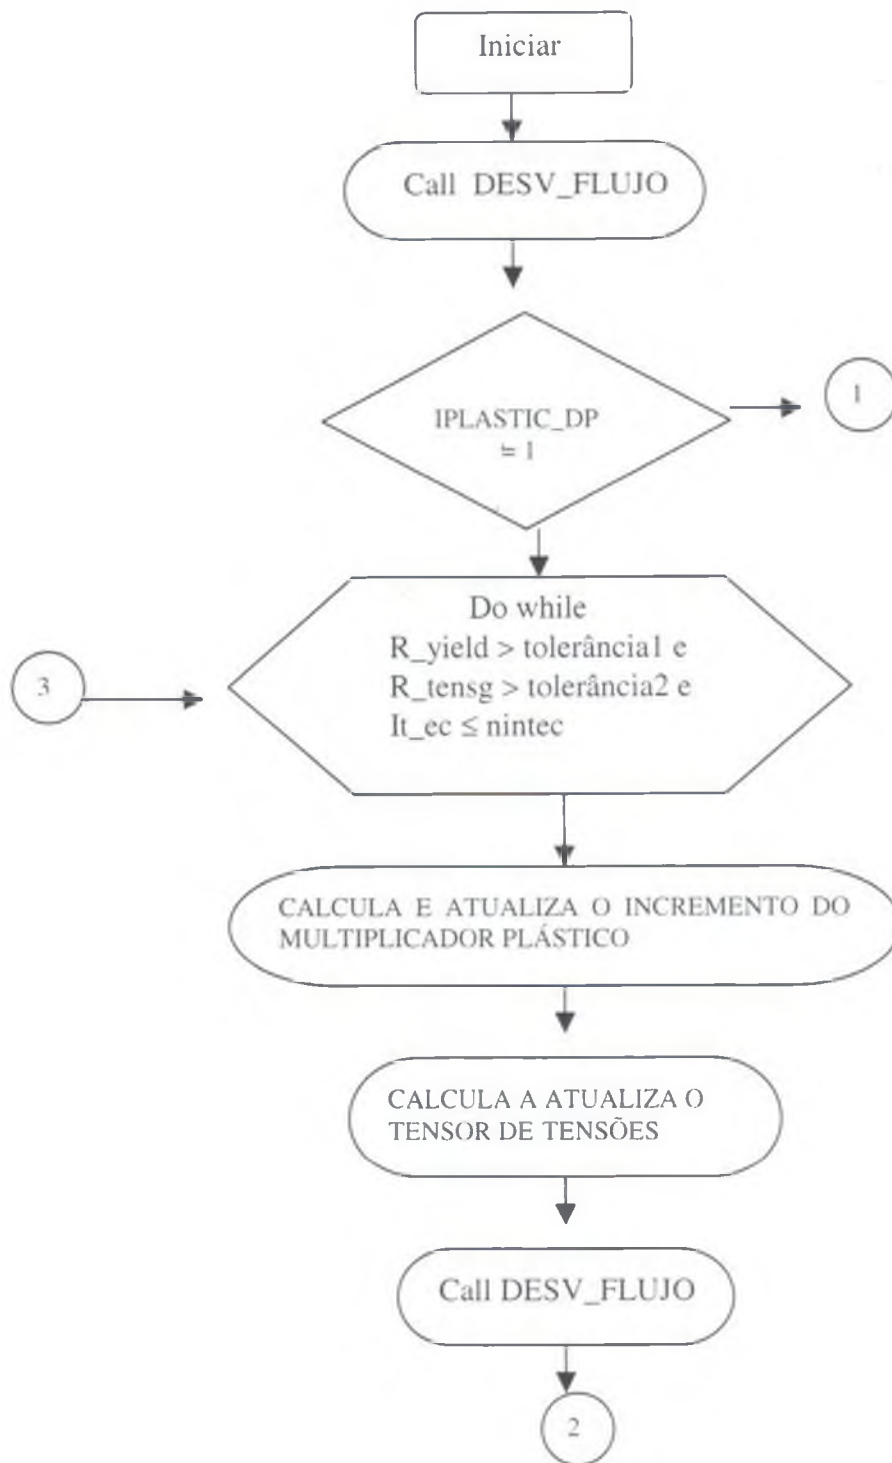 Iniciar
Call DESV_FLUJO
IPLASTIC_DP
= 1
1
Do while
R_yield > tolerância1 e
R_tensg > tolerância2 e
It_ec ≤ nintec
3
CALCULA E ATUALIZA O INCREMENTO DO
MULTIPLICADOR PLÁSTICO
CALCULA A ATUALIZA O
TENSOR DE TENSÕES
Call DESV_FLUJO
2